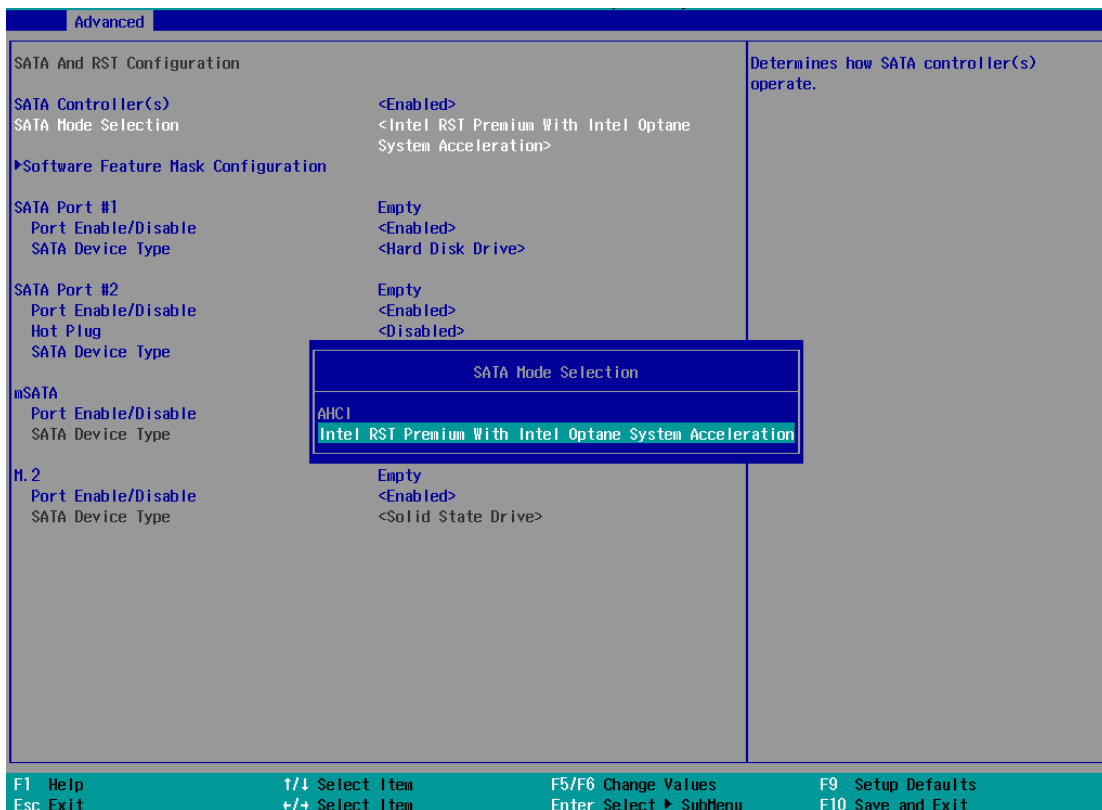 Advanced
SATA And RST Configuration
Determines how SATA controller(s)
operate.
SATA Controller(s) <Enabled>
SATA Mode Selection <Intel RST Premium With Intel Optane
System Acceleration>
▶Software Feature Mask Configuration
SATA Port #1 Empty
Port Enable/Disable <Enabled>
SATA Device Type <Hard Disk Drive>
SATA Port #2 Empty
Port Enable/Disable <Enabled>
Hot Plug <Disabled>
SATA Device Type
SATA Mode Selection
mSATA
Port Enable/Disable
AHCI
SATA Device Type
Intel RST Premium With Intel Optane System Acceleration
M.2 Empty
Port Enable/Disable <Enabled>
SATA Device Type <Solid State Drive>
F1 Help ↑/↓ Select Item F5/F6 Change Values F9 Setup Defaults
Esc Exit ←/→ Select Item Enter Select ▶ SubMenu F10 Save and Exit